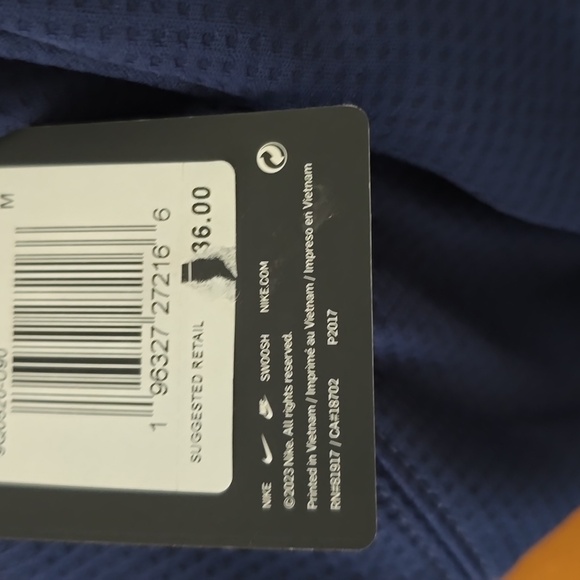 M
1 96327 27216 6
SUGGESTED RETAIL 36.00
NIKE SWOOSH NIKE.COM
©2023 Nike. All rights reserved.
Printed in Vietnam / Imprimé au Vietnam / Impreso en Vietnam
RN#81917 / CA#18702 P2017